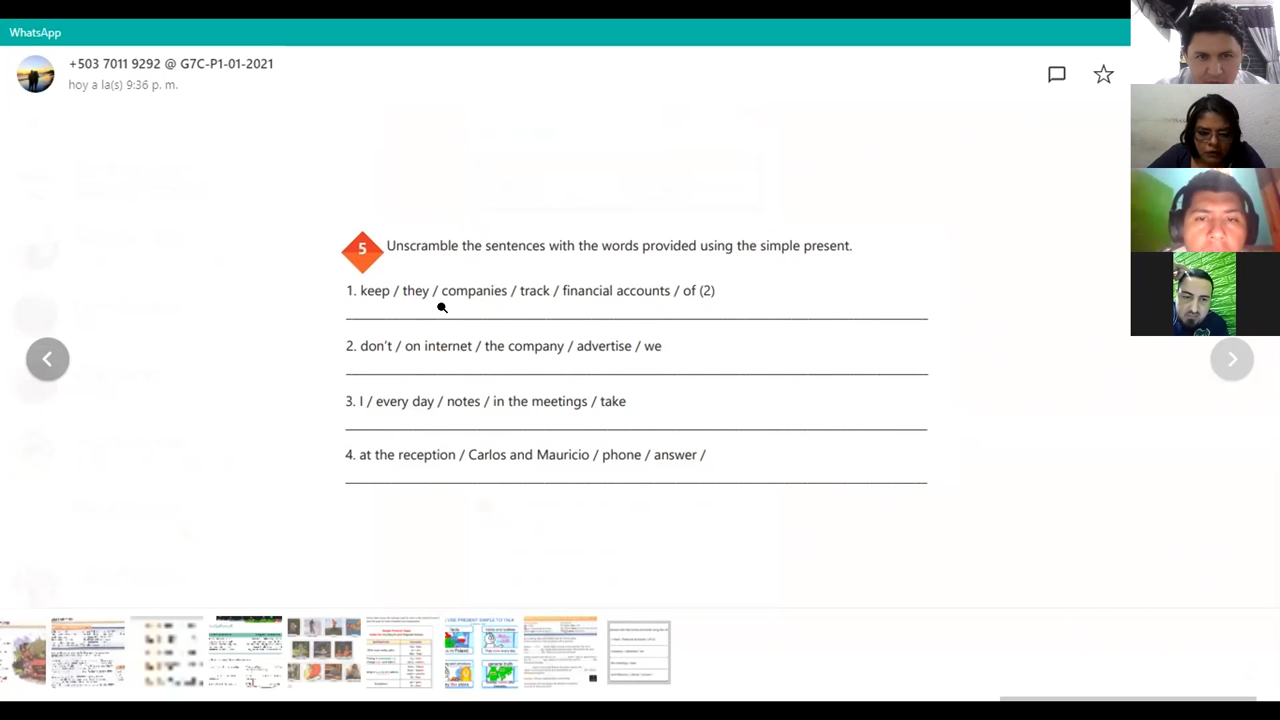 WhatsApp
+503 7011 9292 @ G7C-P1-01-2021
hoy a la(s) 9:36 p. m.
5 Unscramble the sentences with the words provided using the simple present.
1. keep / they / companies / track / financial accounts / of (2)
2. don't / on internet / the company / advertise / we
3. I / every day / notes / in the meetings / take
4. at the reception / Carlos and Mauricio / phone / answer /